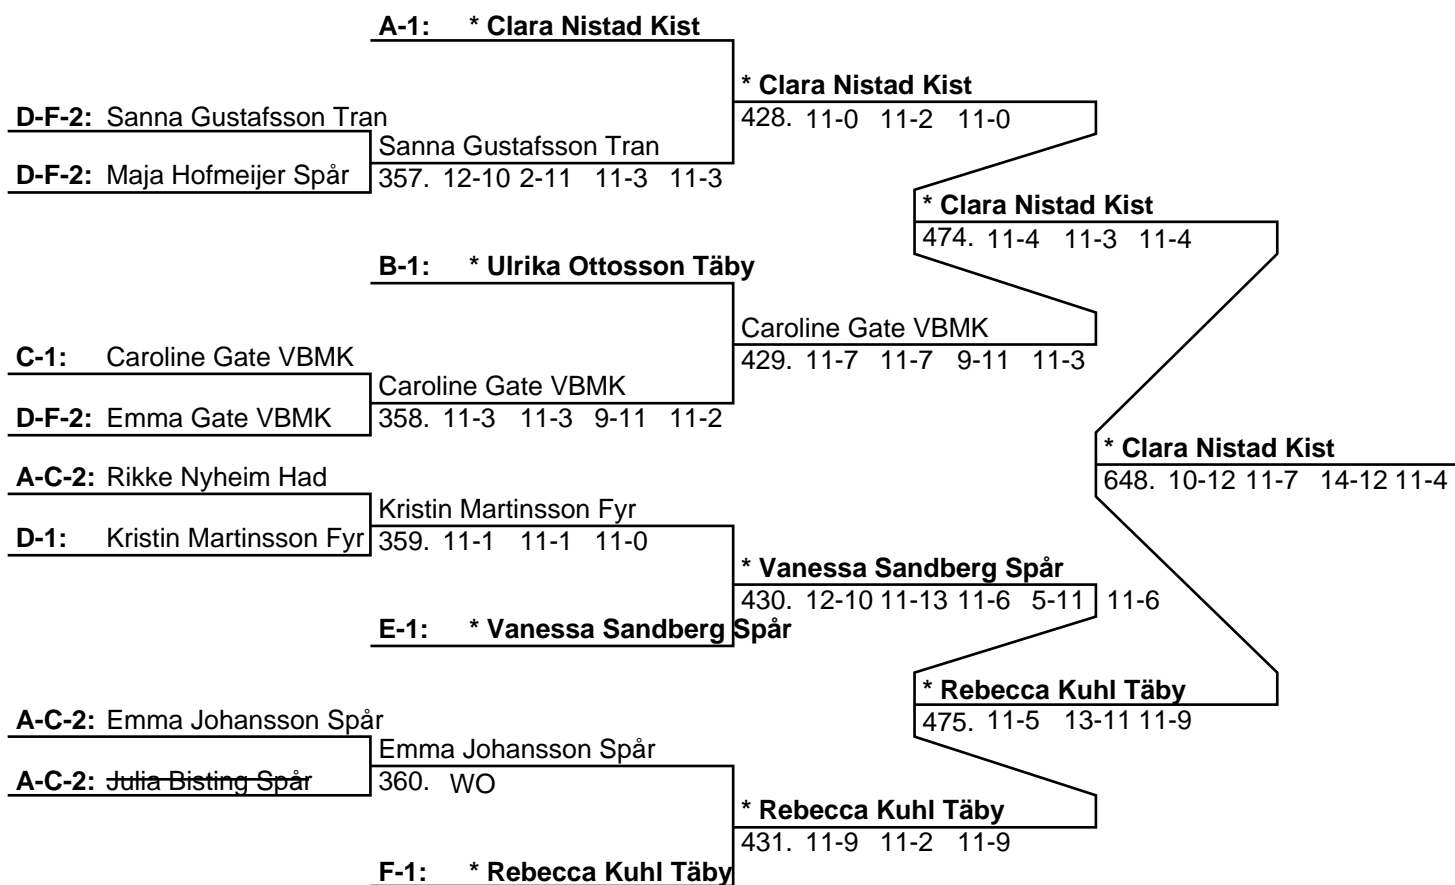 A-1: * Clara Nistad Kist
* Clara Nistad Kist
D-F-2: Sanna Gustafsson Tran
428. 11-0 11-2 11-0
Sanna Gustafsson Tran
D-F-2: Maja Hofmeijer Spår
357. 12-10 2-11 11-3 11-3
* Clara Nistad Kist
474. 11-4 11-3 11-4
B-1: * Ulrika Ottosson Täby
Caroline Gate VBMK
C-1: Caroline Gate VBMK
429. 11-7 11-7 9-11 11-3
Caroline Gate VBMK
D-F-2: Emma Gate VBMK
358. 11-3 11-3 9-11 11-2
* Clara Nistad Kist
A-C-2: Rikke Nyheim Had
648. 10-12 11-7 14-12 11-4
Kristin Martinsson Fyr
D-1: Kristin Martinsson Fyr
359. 11-1 11-1 11-0
* Vanessa Sandberg Spår
430. 12-10 11-13 11-6 5-11 11-6
E-1: * Vanessa Sandberg Spår
* Rebecca Kuhl Täby
A-C-2: Emma Johansson Spår
475. 11-5 13-11 11-9
Emma Johansson Spår
A-C-2: Julia Bisting Spår
360. WO
* Rebecca Kuhl Täby
431. 11-9 11-2 11-9
F-1: * Rebecca Kuhl Täby